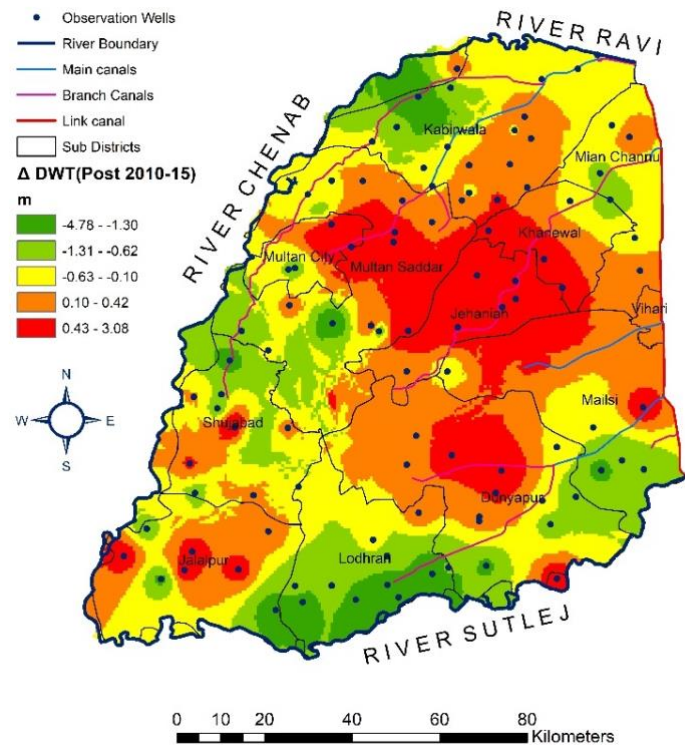 Observation Wells
River Boundary
Main canals
Branch Canals
Link canal
Sub Districts
Δ DWT(Post 2010-15)
m
-4.78 - -1.30
-1.31 - -0.62
-0.63 - -0.10
0.10 - 0.42
0.43 - 3.08
N
W E
S
RIVER RAVI
RIVER CHENAB
Kabirwala
Mian Channu
Khanewal
Multan City
Multan Saddar
Jehanian
Vihari
Mailsi
Shujabad
Dunyapur
Lodhran
Jalalpur
RIVER SUTLEJ
0 10 20 40 60 80
Kilometers